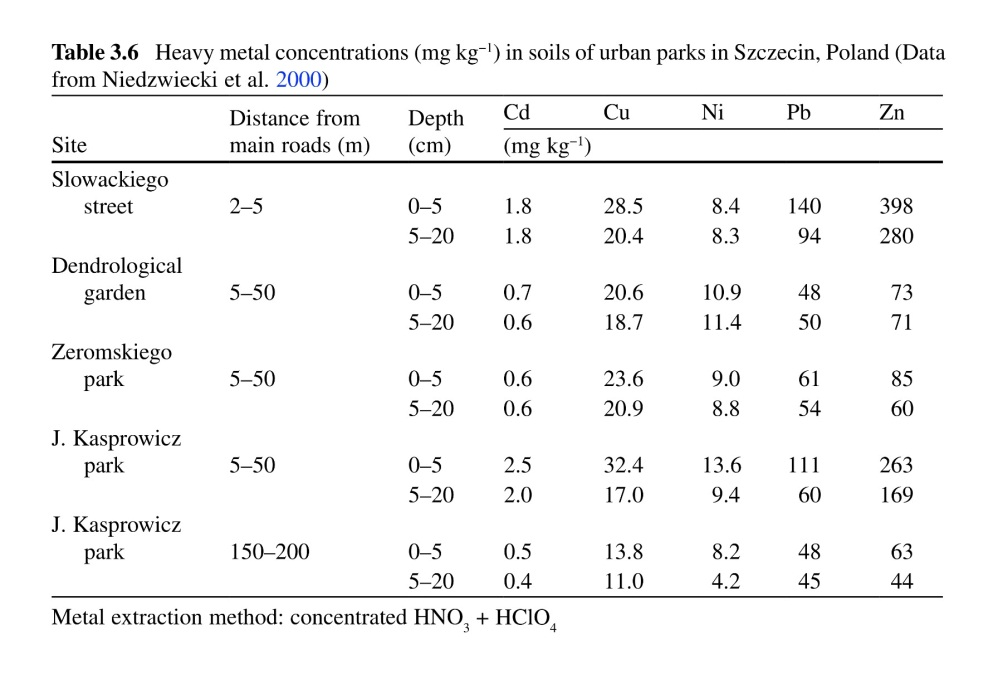 Table 3.6 Heavy metal concentrations (mg kg⁻¹) in soils of urban parks in Szczecin, Poland (Data
from Niedzwiecki et al. 2000)
Site Distance from main roads (m) Depth (cm) Cd Cu Ni Pb Zn
(mg kg⁻¹)
Slowackiego
street 2–5 0–5 1.8 28.5 8.4 140 398
5–20 1.8 20.4 8.3 94 280
Dendrological
garden 5–50 0–5 0.7 20.6 10.9 48 73
5–20 0.6 18.7 11.4 50 71
Zeromskiego
park 5–50 0–5 0.6 23.6 9.0 61 85
5–20 0.6 20.9 8.8 54 60
J. Kasprowicz
park 5–50 0–5 2.5 32.4 13.6 111 263
5–20 2.0 17.0 9.4 60 169
J. Kasprowicz
park 150–200 0–5 0.5 13.8 8.2 48 63
5–20 0.4 11.0 4.2 45 44
Metal extraction method: concentrated HNO₃ + HClO₄